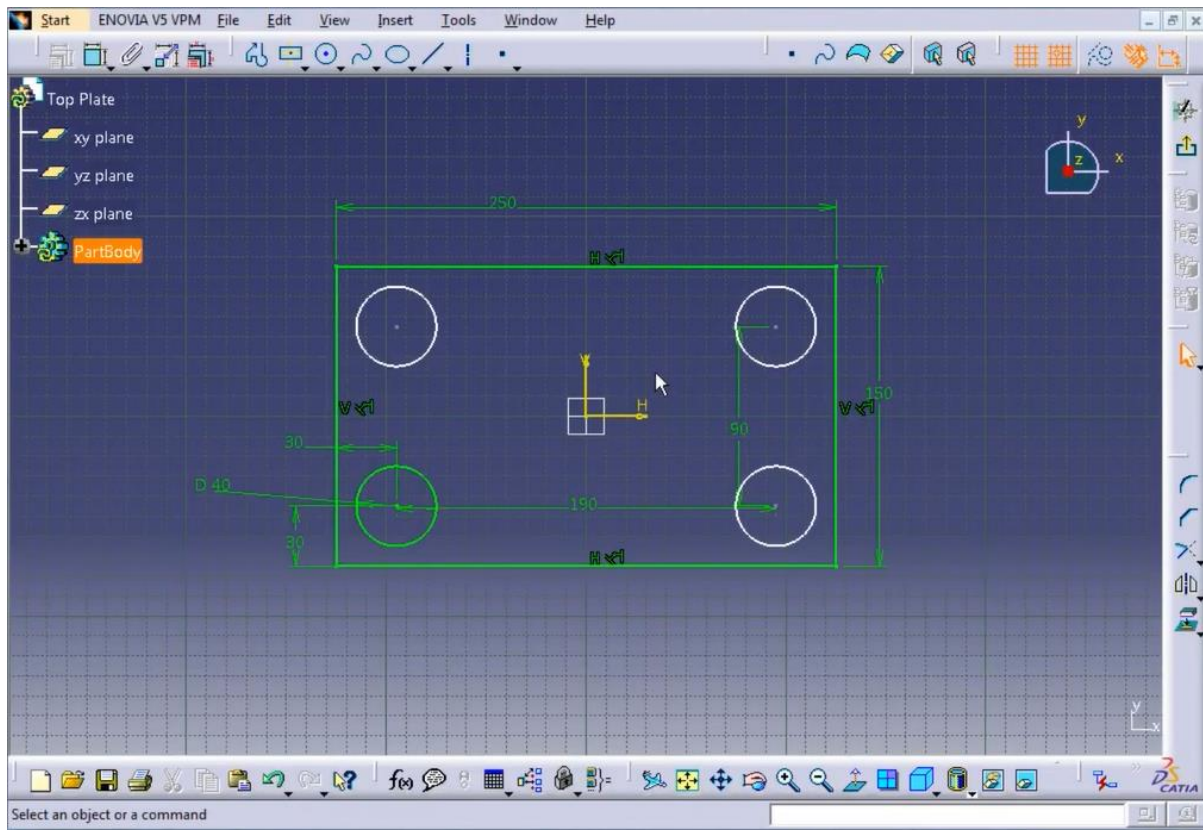 Start ENOVIA V5 VPM File Edit View Insert Tools Window Help
Top Plate
xy plane
yz plane
zx plane
PartBody
y
z x
250
H
V
H
V
V
150
90
30
D 40
190
30
H
y
x
f(x)
CATIA
Select an object or a command